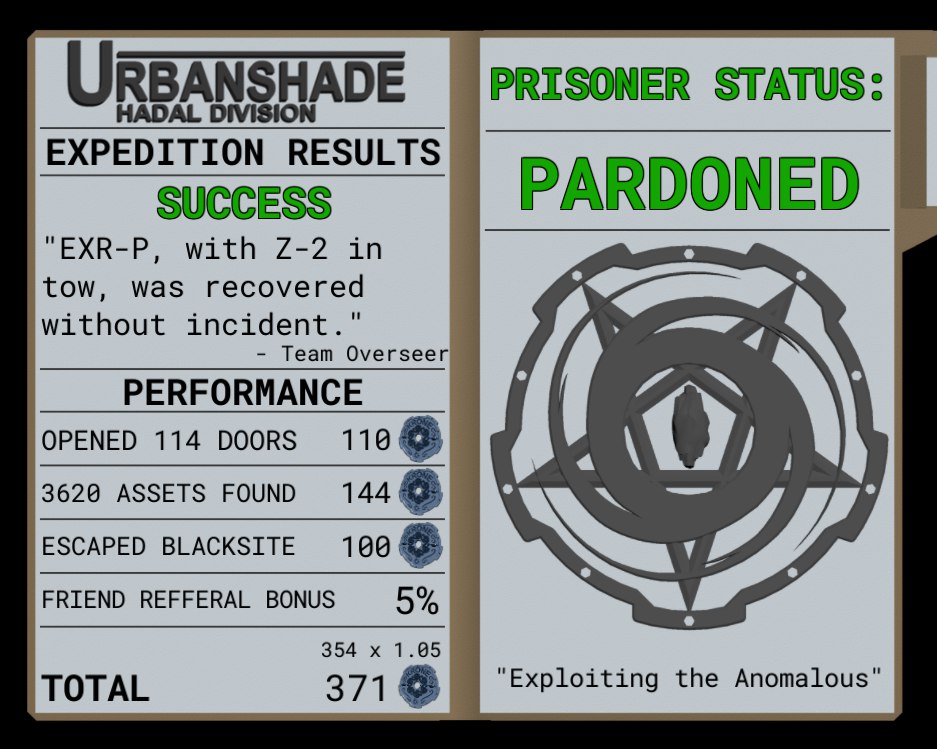 URBANSHADE
HADAL DIVISION
EXPEDITION RESULTS
SUCCESS
"EXR-P, with Z-2 in
tow, was recovered
without incident."
- Team Overseer
PERFORMANCE
OPENED 114 DOORS 110
3620 ASSETS FOUND 144
ESCAPED BLACKSITE 100
FRIEND REFFERAL BONUS 5%
354 x 1.05
TOTAL 371
PRISONER STATUS:
PARDONED
"Exploiting the Anomalous"